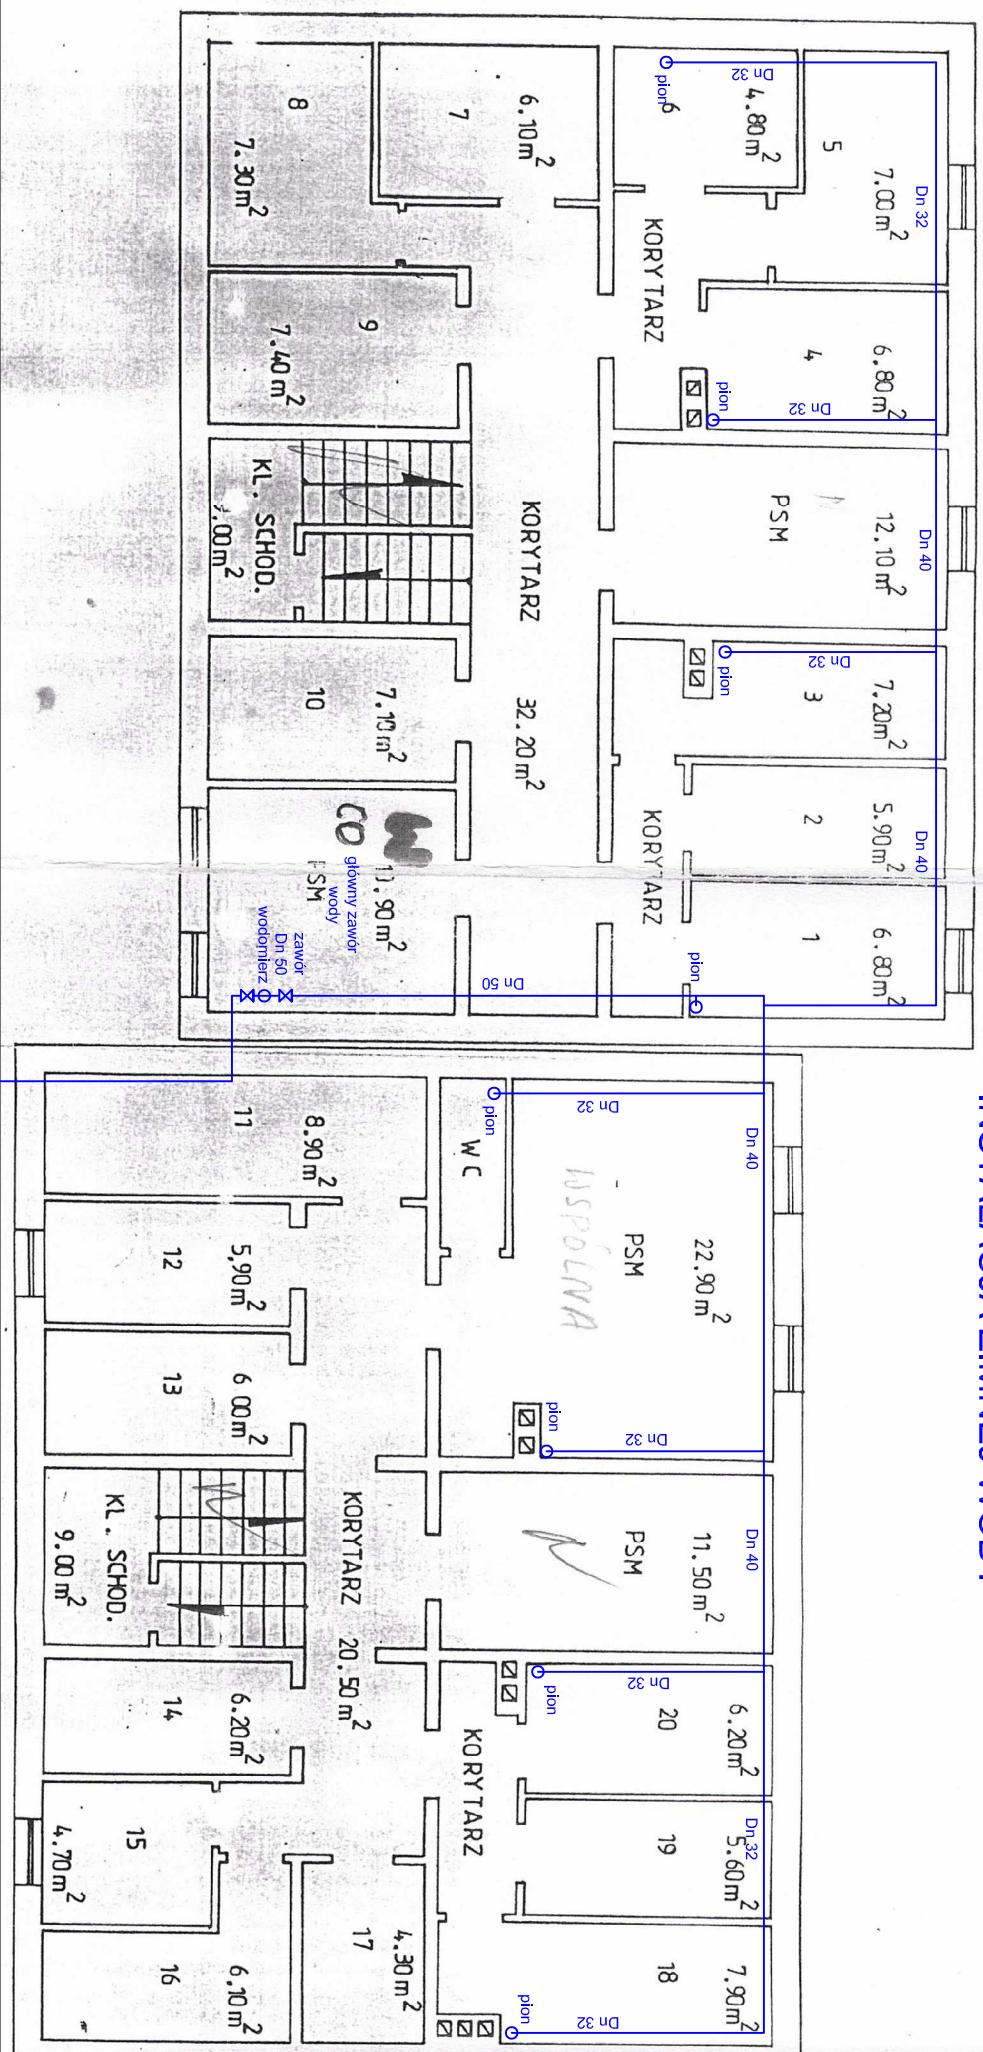 8
7.30m²
7
6.10m²
pion
6
4.80m²
Dn 32
5
7.00m²
Dn 32
KORYTARZ
9
7.40m²
4
6.80m²
pion
Dn 32
KL. SCHOD.
.00m²
KORYTARZ
32.20m²
PSM
12.10m²
Dn 40
10
7.10m²
pion
Dn 32
3
7.20m²
W
CO
.90m²
PSM
główny zawór
wody
zawór
Dn 50
wodomierz
KORYTARZ
2
5.90m²
Dn 40
1
6.80m²
pion
Dn 50
11
8.90m²
WC
pion
Dn 32
Dn 40
12
5,90m²
WSPÓLNA
PSM
22.90m²
13
6 00m²
pion
Dn 32
KL. SCHOD.
9.00m²
KORYTARZ
20.50m²
PSM
11.50m²
Dn 40
14
6.20m²
pion
Dn 32
20
6.20m²
KORYTARZ
15
4.70m²
19
5.60m²
Dn 32
16
6.10m²
17
4.30m²
18
7.90m²
pion
Dn 32